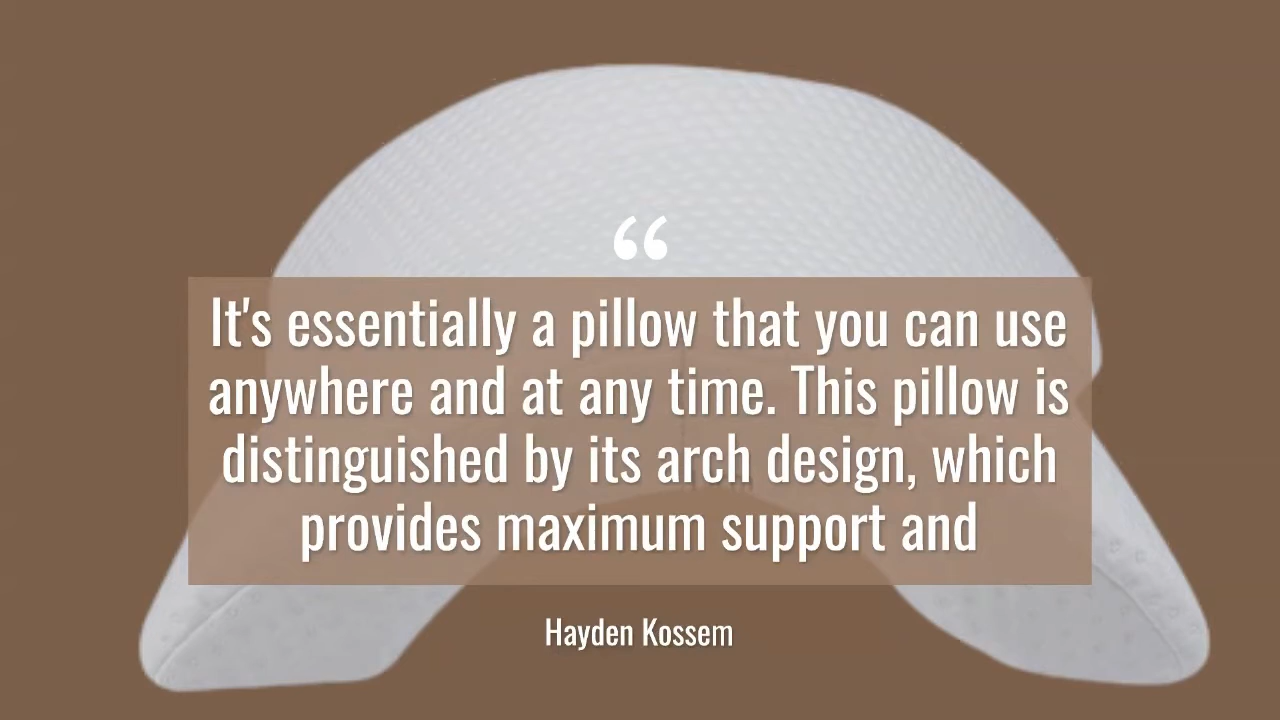 “
It's essentially a pillow that you can use
anywhere and at any time. This pillow is
distinguished by its arch design, which
provides maximum support and
Hayden Kossem